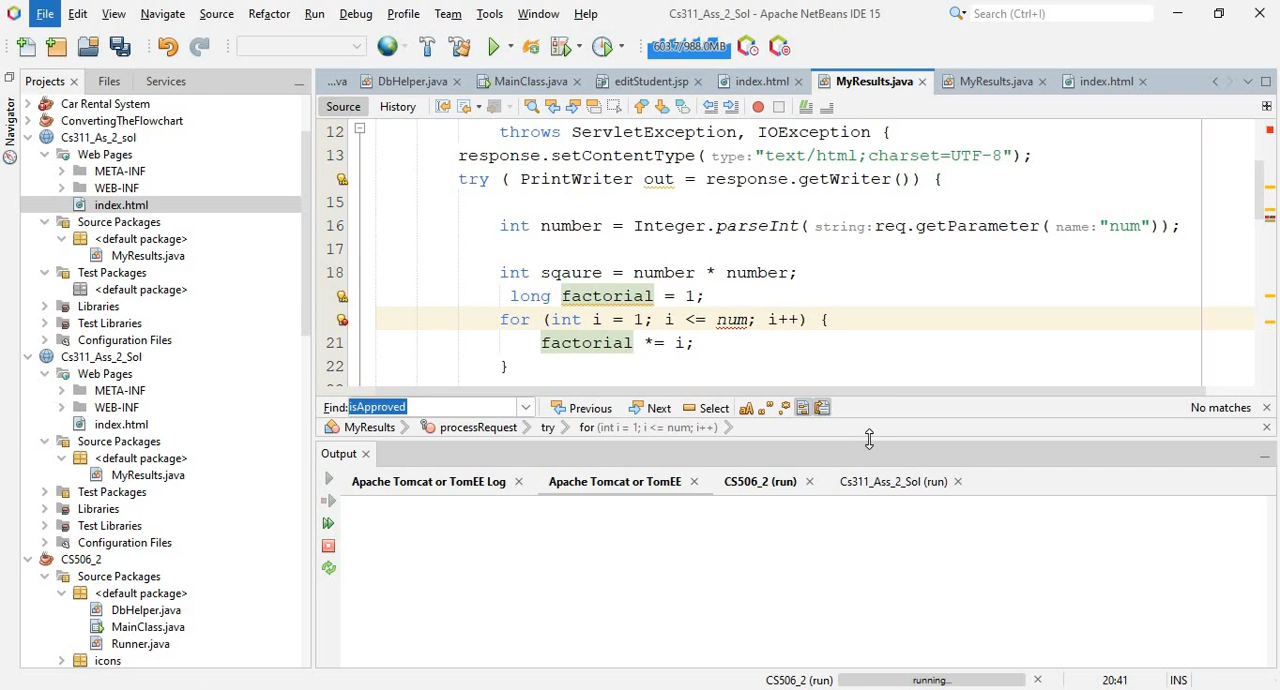 File Edit View Navigate Source Refactor Run Debug Profile Team Tools Window Help Cs311_Ass_2_Sol - Apache NetBeans IDE 15 Search (Ctrl+I)
603.7/988.0MB
Projects Files Services
...va DbHelper.java MainClass.java editStudent.jsp index.html MyResults.java MyResults.java index.html
Source History
Navigator
Car Rental System
ConvertingTheFlowchart
Cs311_As_2_sol
Web Pages
META-INF
WEB-INF
index.html
Source Packages
<default package>
MyResults.java
Test Packages
<default package>
Libraries
Test Libraries
Configuration Files
Cs311_Ass_2_Sol
Web Pages
META-INF
WEB-INF
index.html
Source Packages
<default package>
MyResults.java
Test Packages
Libraries
Test Libraries
Configuration Files
CS506_2
Source Packages
<default package>
DbHelper.java
MainClass.java
Runner.java
icons
12 throws ServletException, IOException {
13 response.setContentType( type:"text/html;charset=UTF-8");
try ( PrintWriter out = response.getWriter()) {
15
16 int number = Integer.parseInt( string:req.getParameter( name:"num"));
17
18 int sqaure = number * number;
long factorial = 1;
for (int i = 1; i <= num; i++) {
21 factorial *= i;
22 }
Find: isApproved Previous Next Select No matches
MyResults processRequest try for (int i = 1; i <= num; i++)
Output
Apache Tomcat or TomEE Log Apache Tomcat or TomEE CS506_2 (run) Cs311_Ass_2_Sol (run)
CS506_2 (run) running... 20:41 INS